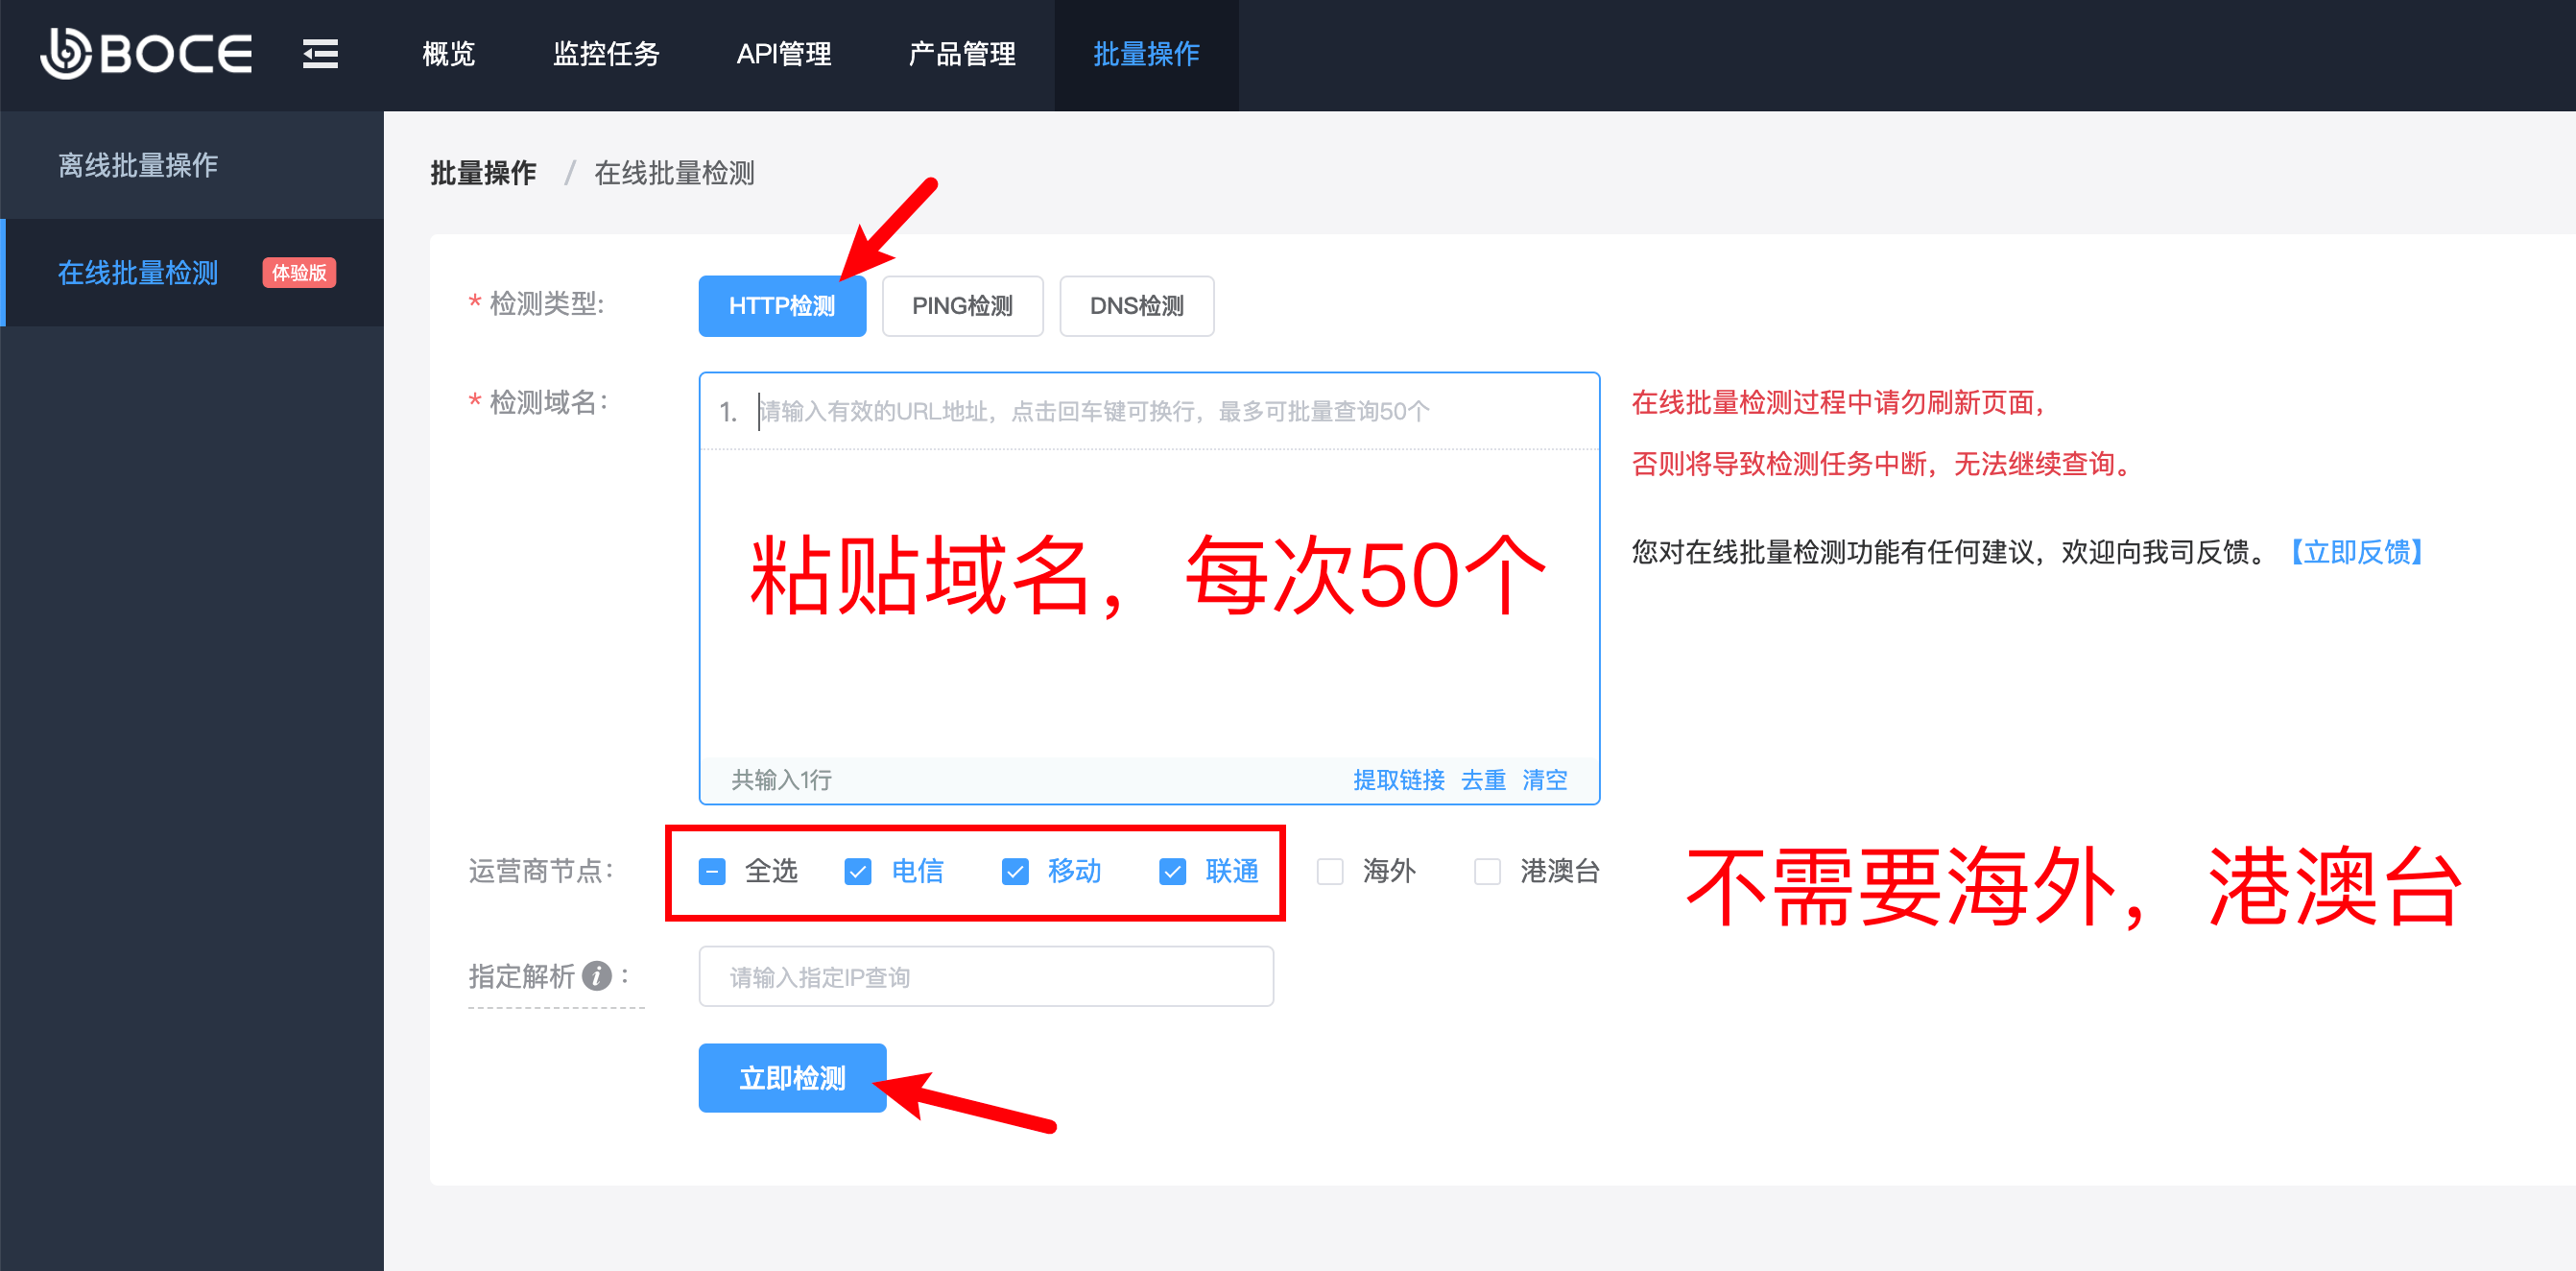 BOCE
概览
监控任务
API管理
产品管理
批量操作
离线批量操作
在线批量检测 体验版
批量操作 / 在线批量检测
* 检测类型:
HTTP检测
PING检测
DNS检测
* 检测域名:
1. 请输入有效的URL地址，点击回车键可换行，最多可批量查询50个
粘贴域名，每次50个
共输入1行
提取链接 去重 清空
在线批量检测过程中请勿刷新页面，
否则将导致检测任务中断，无法继续查询。
您对在线批量检测功能有任何建议，欢迎向我司反馈。【立即反馈】
运营商节点:
全选 电信 移动 联通 海外 港澳台
不需要海外，港澳台
指定解析 i :
请输入指定IP查询
立即检测